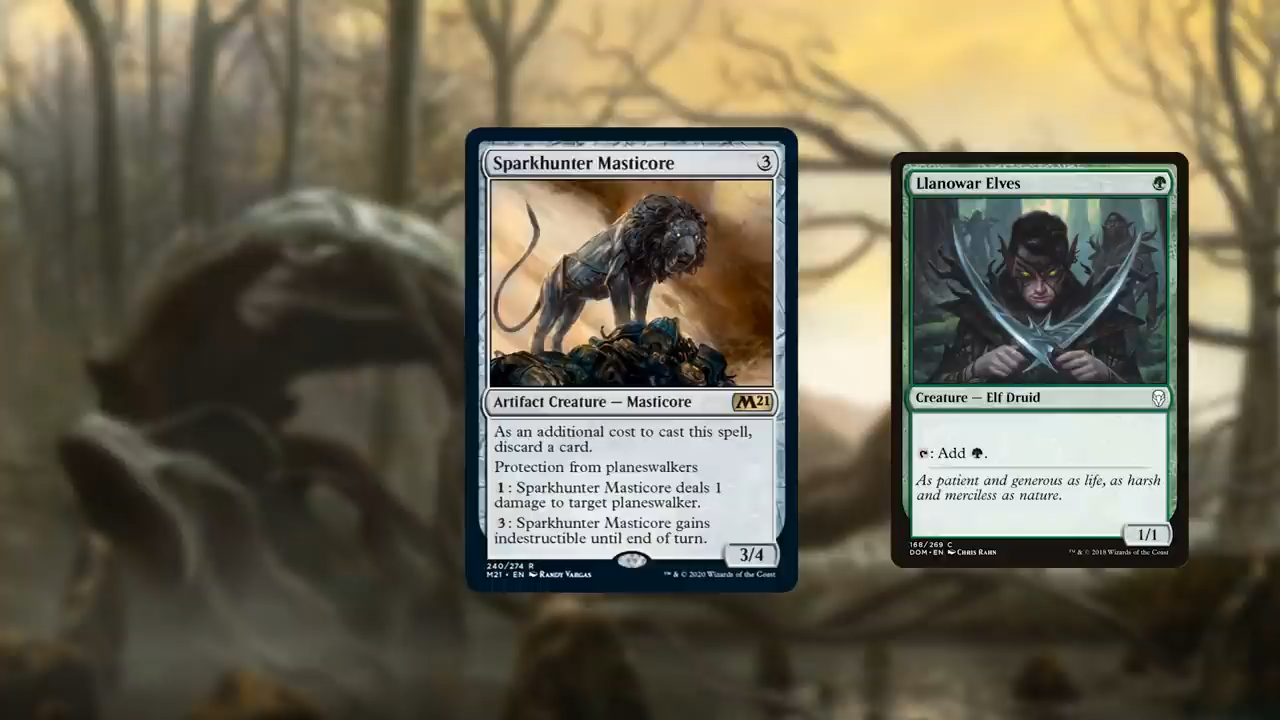 Sparkhunter Masticore 3
Artifact Creature — Masticore M21
As an additional cost to cast this spell,
discard a card.
Protection from planeswalkers
1: Sparkhunter Masticore deals 1
damage to target planeswalker.
3: Sparkhunter Masticore gains
indestructible until end of turn.
3/4
240/274 R
M21 • EN Randy Vargas
™ & © 2020 Wizards of the Coast
Llanowar Elves
Creature — Elf Druid
: Add .
As patient and generous as life, as harsh
and merciless as nature.
1/1
168/269 C
DOM • EN Chris Rahn
™ & © 2018 Wizards of the Coast